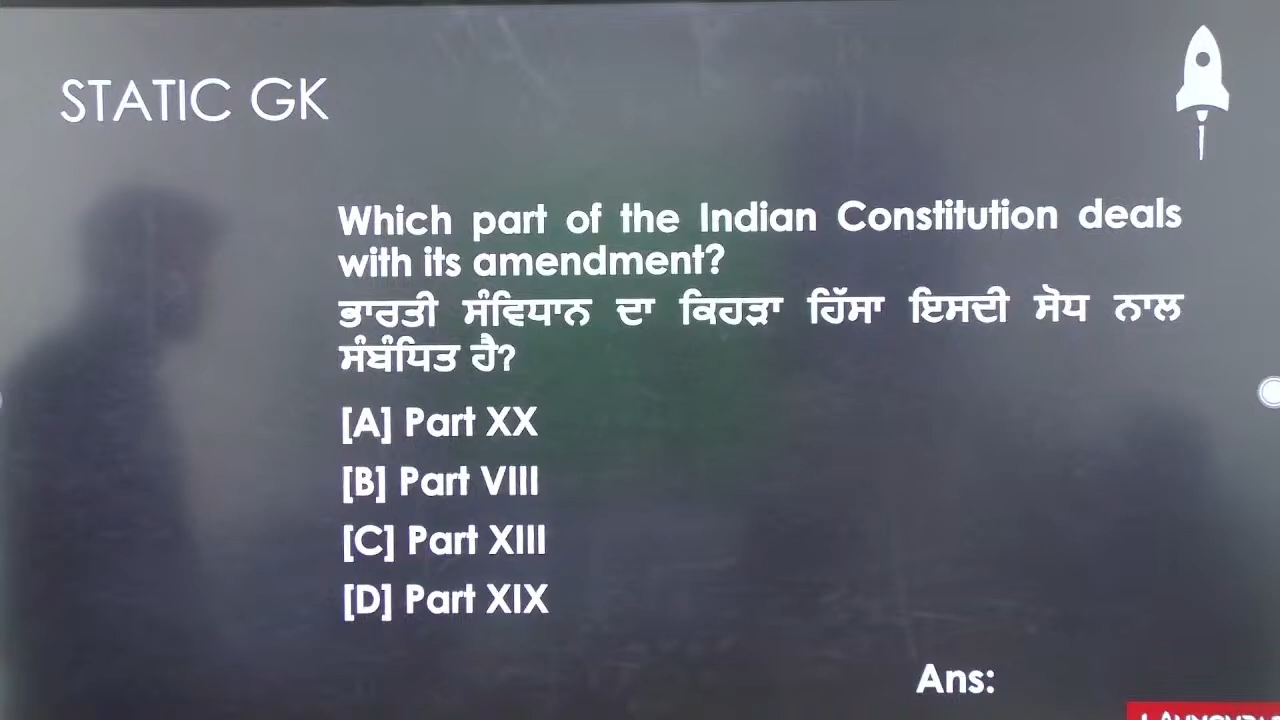 STATIC GK
Which part of the Indian Constitution deals
with its amendment?
ਭਾਰਤੀ ਸੰਵਿਧਾਨ ਦਾ ਕਿਹੜਾ ਹਿੱਸਾ ਇਸਦੀ ਸੋਧ ਨਾਲ
ਸੰਬੰਧਿਤ ਹੈ?
[A] Part XX
[B] Part VIII
[C] Part XIII
[D] Part XIX
Ans: